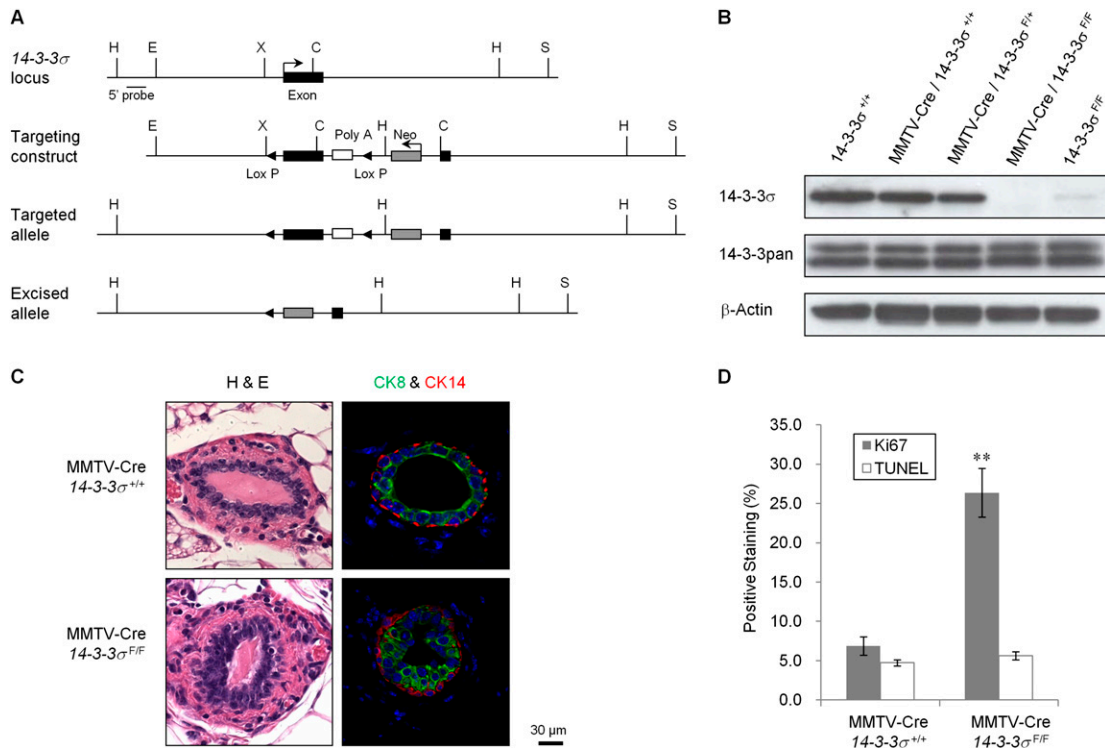 A
14-3-3σ locus
H E X C H S
5' probe Exon
Targeting construct
E X C Poly A H Neo C H S
Lox P Lox P
Targeted allele
H H H S
Excised allele
H H H S
B
14-3-3σ+/+
MMTV-Cre / 14-3-3σ+/+
MMTV-Cre / 14-3-3σF/+
MMTV-Cre / 14-3-3σF/F
14-3-3σF/F
14-3-3σ
14-3-3pan
β-Actin
C
H & E CK8 & CK14
MMTV-Cre
14-3-3σ+/+
MMTV-Cre
14-3-3σF/F
30 µm
D
Positive Staining (%)
35.0
30.0
25.0
20.0
15.0
10.0
5.0
0.0
Ki67
TUNEL
**
MMTV-Cre
14-3-3σ+/+
MMTV-Cre
14-3-3σF/F